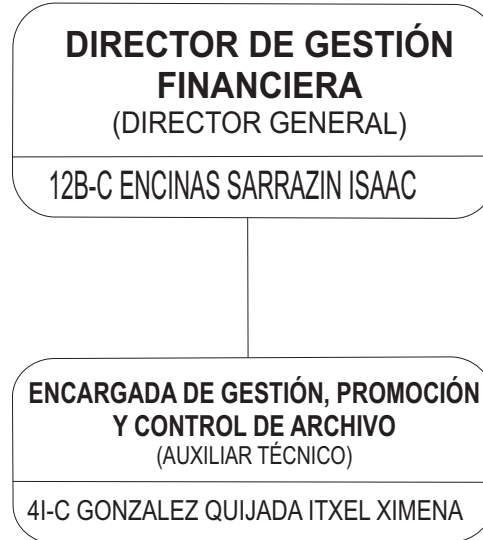 DIRECTOR DE GESTIÓN
FINANCIERA
(DIRECTOR GENERAL)
12B-C ENCINAS SARRAZIN ISAAC
ENCARGADA DE GESTIÓN, PROMOCIÓN
Y CONTROL DE ARCHIVO
(AUXILIAR TÉCNICO)
4I-C GONZALEZ QUIJADA ITXEL XIMENA